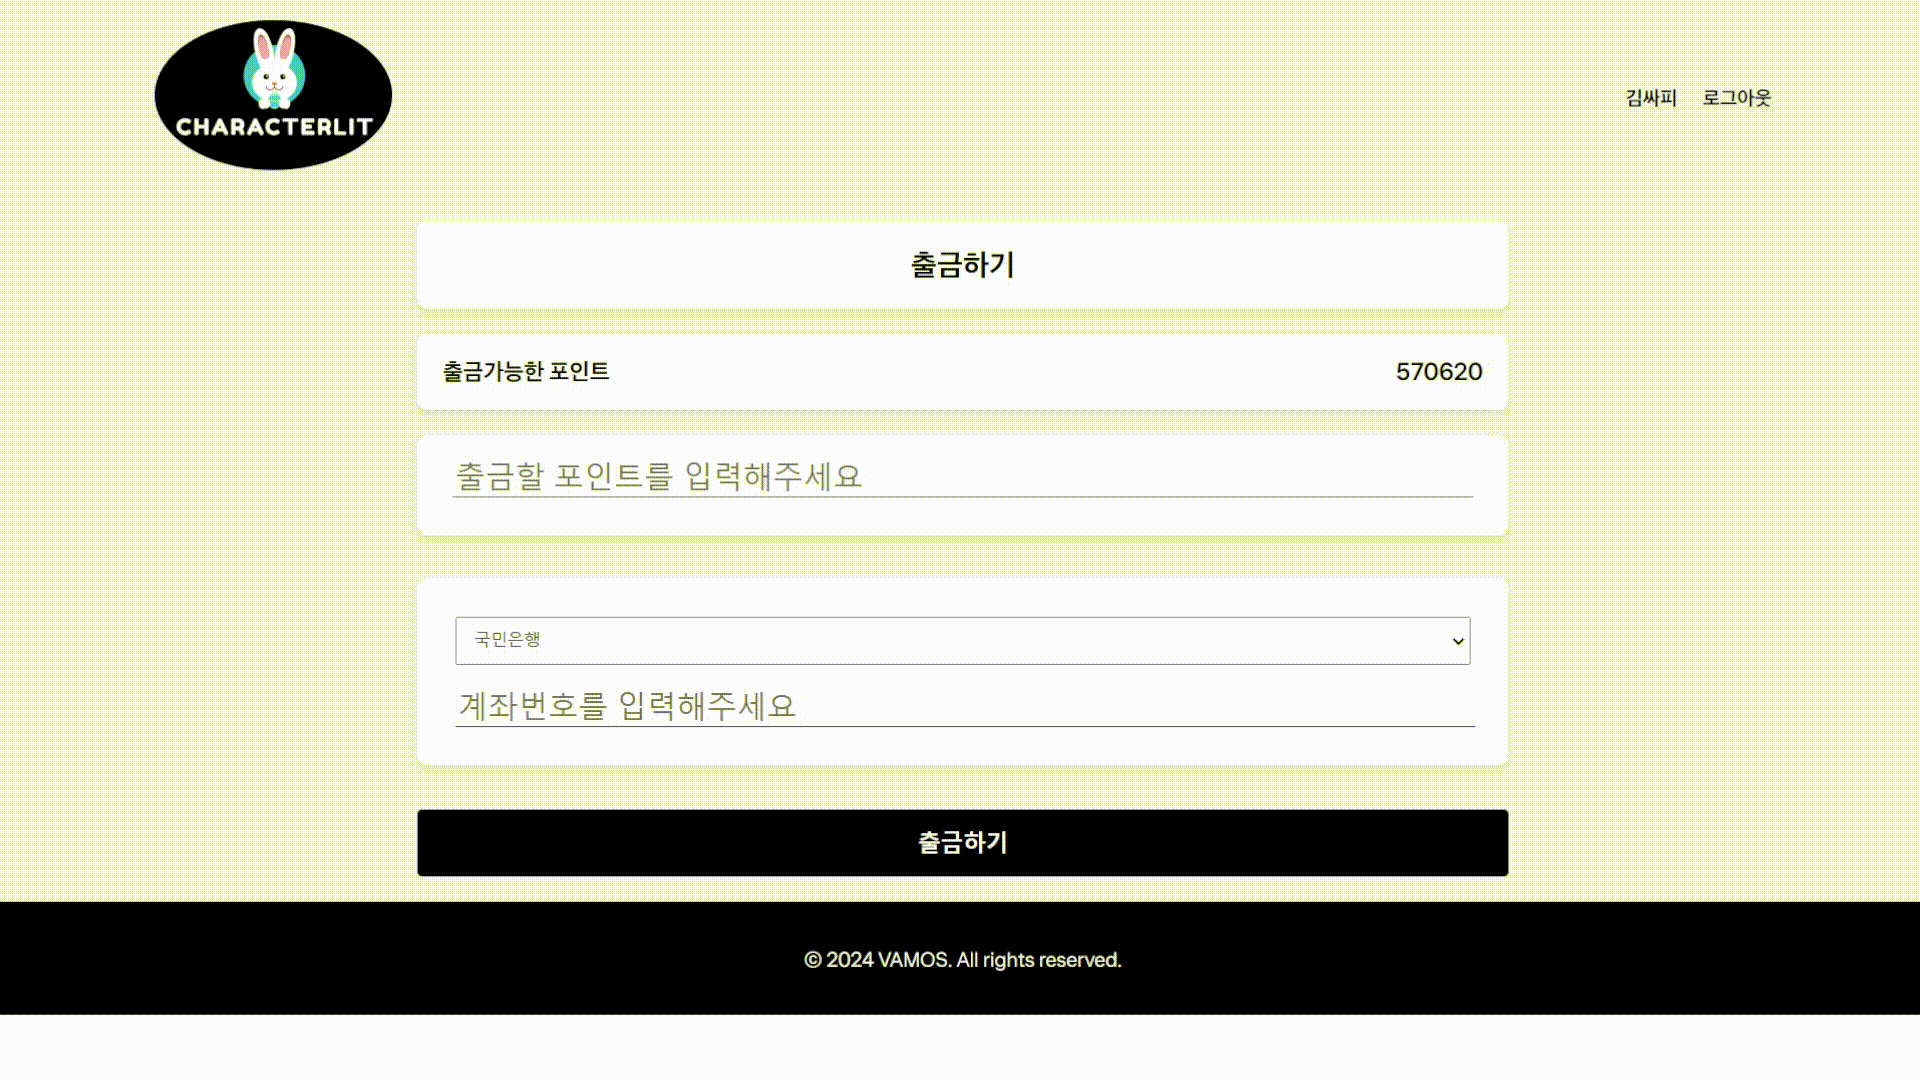 CHARACTERLIT
김싸피 로그아웃
출금하기
출금가능한 포인트 570620
출금할 포인트를 입력해주세요
국민은행
계좌번호를 입력해주세요
출금하기
© 2024 VAMOS. All rights reserved.